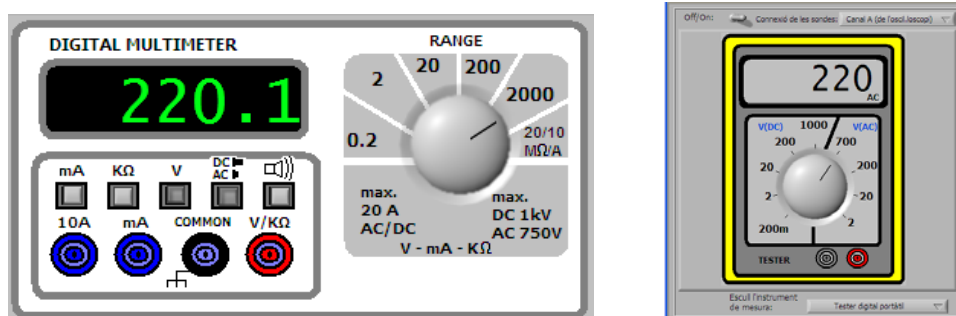 DIGITAL MULTIMETER
220.1
mA KΩ V DC AC
10A mA COMMON V/KΩ
RANGE
0.2
2
20
200
2000
20/10
MΩ/A
max.
20 A
AC/DC
max.
DC 1kV
AC 750V
V - mA - KΩ
Off/On: Connexió de les sondes: Canal A (de l'oscil.loscopi)
220
AC
V(DC) 1000 V(AC)
200 700
20 200
2 20
200m 2
TESTER
Escull l'instrument
de mesura: Tester digital portàtil